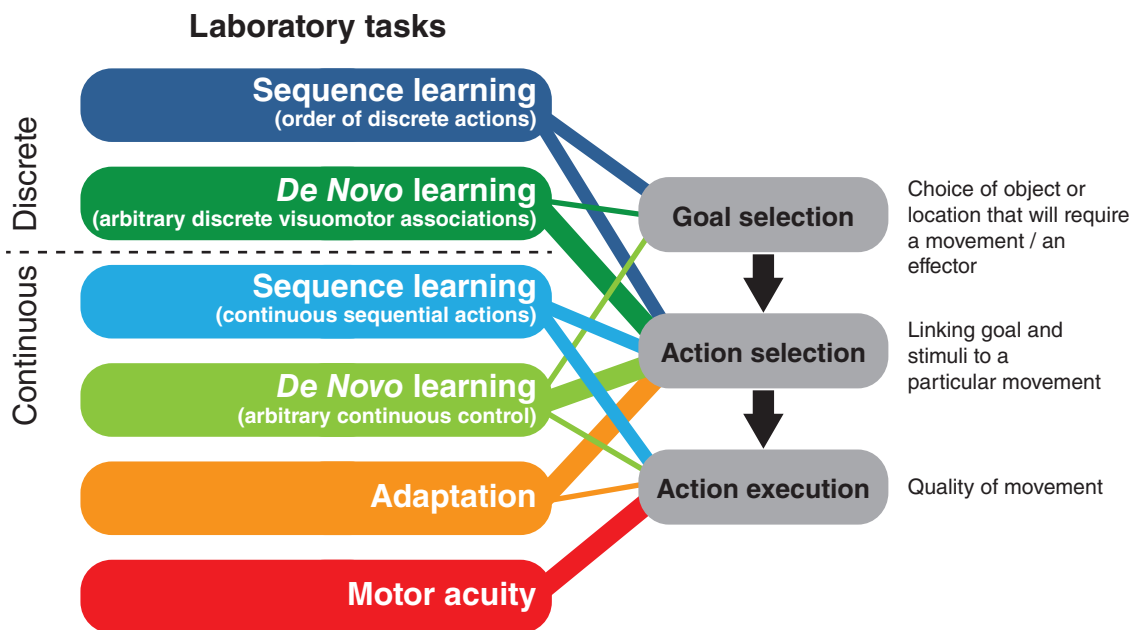 Laboratory tasks
Discrete
Sequence learning
(order of discrete actions)
De Novo learning
(arbitrary discrete visuomotor associations)
Continuous
Sequence learning
(continuous sequential actions)
De Novo learning
(arbitrary continuous control)
Adaptation
Motor acuity
Goal selection
Choice of object or
location that will require
a movement / an
effector
Action selection
Linking goal and
stimuli to a
particular movement
Action execution
Quality of movement